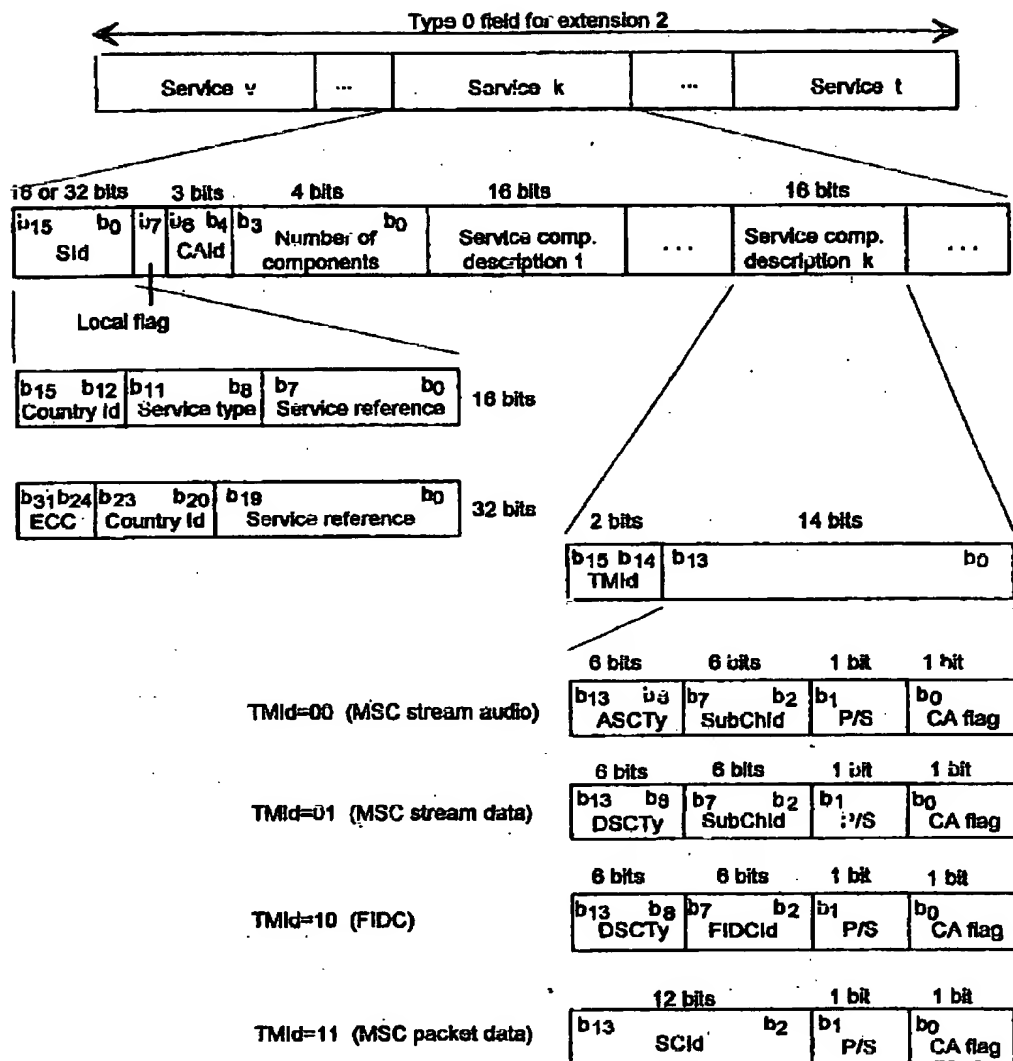 Type 0 field for extension 2
Service v ... Service k ... Service t
16 or 32 bits 3 bits 4 bits 16 bits 16 bits
b15 b0 b7 b6 b4 b3 b0
SId CAId Number of components Service comp. description 1 ... Service comp. description k ...
Local flag
b15 b12 b11 b8 b7 b0
Country Id Service type Service reference 16 bits
b31 b24 b23 b20 b19 b0
ECC Country Id Service reference 32 bits
2 bits 14 bits
b15 b14 b13 b0
TMId
6 bits 6 bits 1 bit 1 bit
TMId=00 (MSC stream audio) b13 b8 b7 b2 b1 b0
ASCTy SubChId P/S CA flag
6 bits 6 bits 1 bit 1 bit
TMId=01 (MSC stream data) b13 b8 b7 b2 b1 b0
DSCTy SubChId P/S CA flag
6 bits 6 bits 1 bit 1 bit
TMId=10 (FIDC) b13 b8 b7 b2 b1 b0
DSCTy FIDCId P/S CA flag
12 bits 1 bit 1 bit
TMId=11 (MSC packet data) b13 b2 b1 b0
SCId P/S CA flag